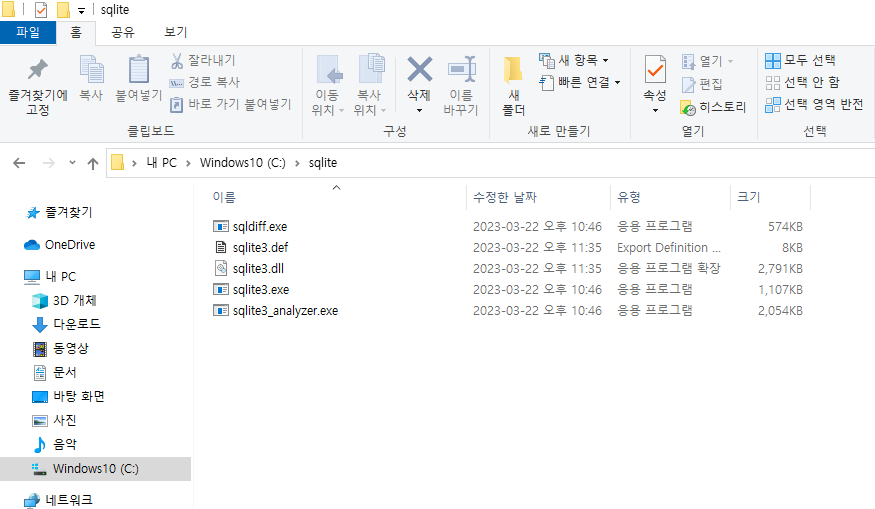 sqlite
파일 홈 공유 보기
즐겨찾기에 고정
복사
붙여넣기
잘라내기
경로 복사
바로 가기 붙여넣기
클립보드
이동 위치
복사 위치
삭제
이름 바꾸기
구성
새 폴더
새 항목
빠른 연결
새로 만들기
속성
열기
편집
히스토리
열기
모두 선택
선택 안 함
선택 영역 반전
선택
내 PC > Windows10 (C:) > sqlite
즐겨찾기
OneDrive
내 PC
3D 개체
다운로드
동영상
문서
바탕 화면
사진
음악
Windows10 (C:)
네트워크
이름 수정한 날짜 유형 크기
sqldiff.exe 2023-03-22 오후 10:46 응용 프로그램 574KB
sqlite3.def 2023-03-22 오후 11:35 Export Definition ... 8KB
sqlite3.dll 2023-03-22 오후 11:35 응용 프로그램 확장 2,791KB
sqlite3.exe 2023-03-22 오후 10:46 응용 프로그램 1,107KB
sqlite3_analyzer.exe 2023-03-22 오후 10:46 응용 프로그램 2,054KB